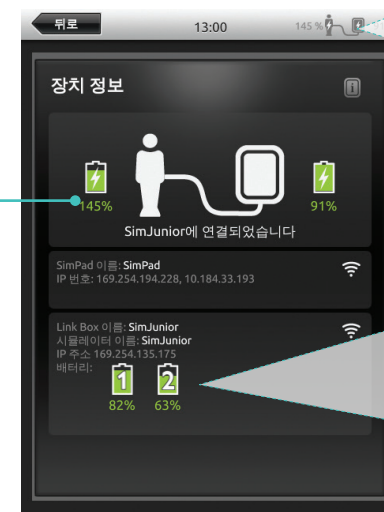 뒤로 13:00 145 %
장치 정보
145% 91%
SimJunior에 연결되었습니다
SimPad 이름: SimPad
IP 번호: 169.254.194.228, 10.184.33.193
Link Box 이름: SimJunior
시뮬레이터 이름: SimJunior
IP 주소 169.254.135.175
배터리:
1 2
82% 63%